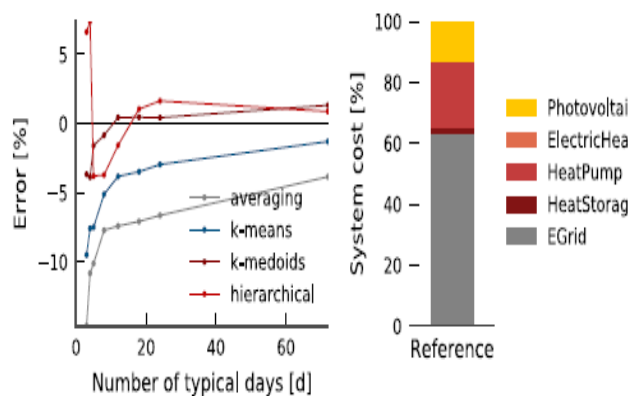 5
0
−5
−10
Error [%]
0
20
40
60
Number of typical days [d]
averaging
k-means
k-medoids
hierarchical
100
80
60
40
20
0
System cost [%]
Reference
Photovoltai
ElectricHea
HeatPump
HeatStorag
EGrid